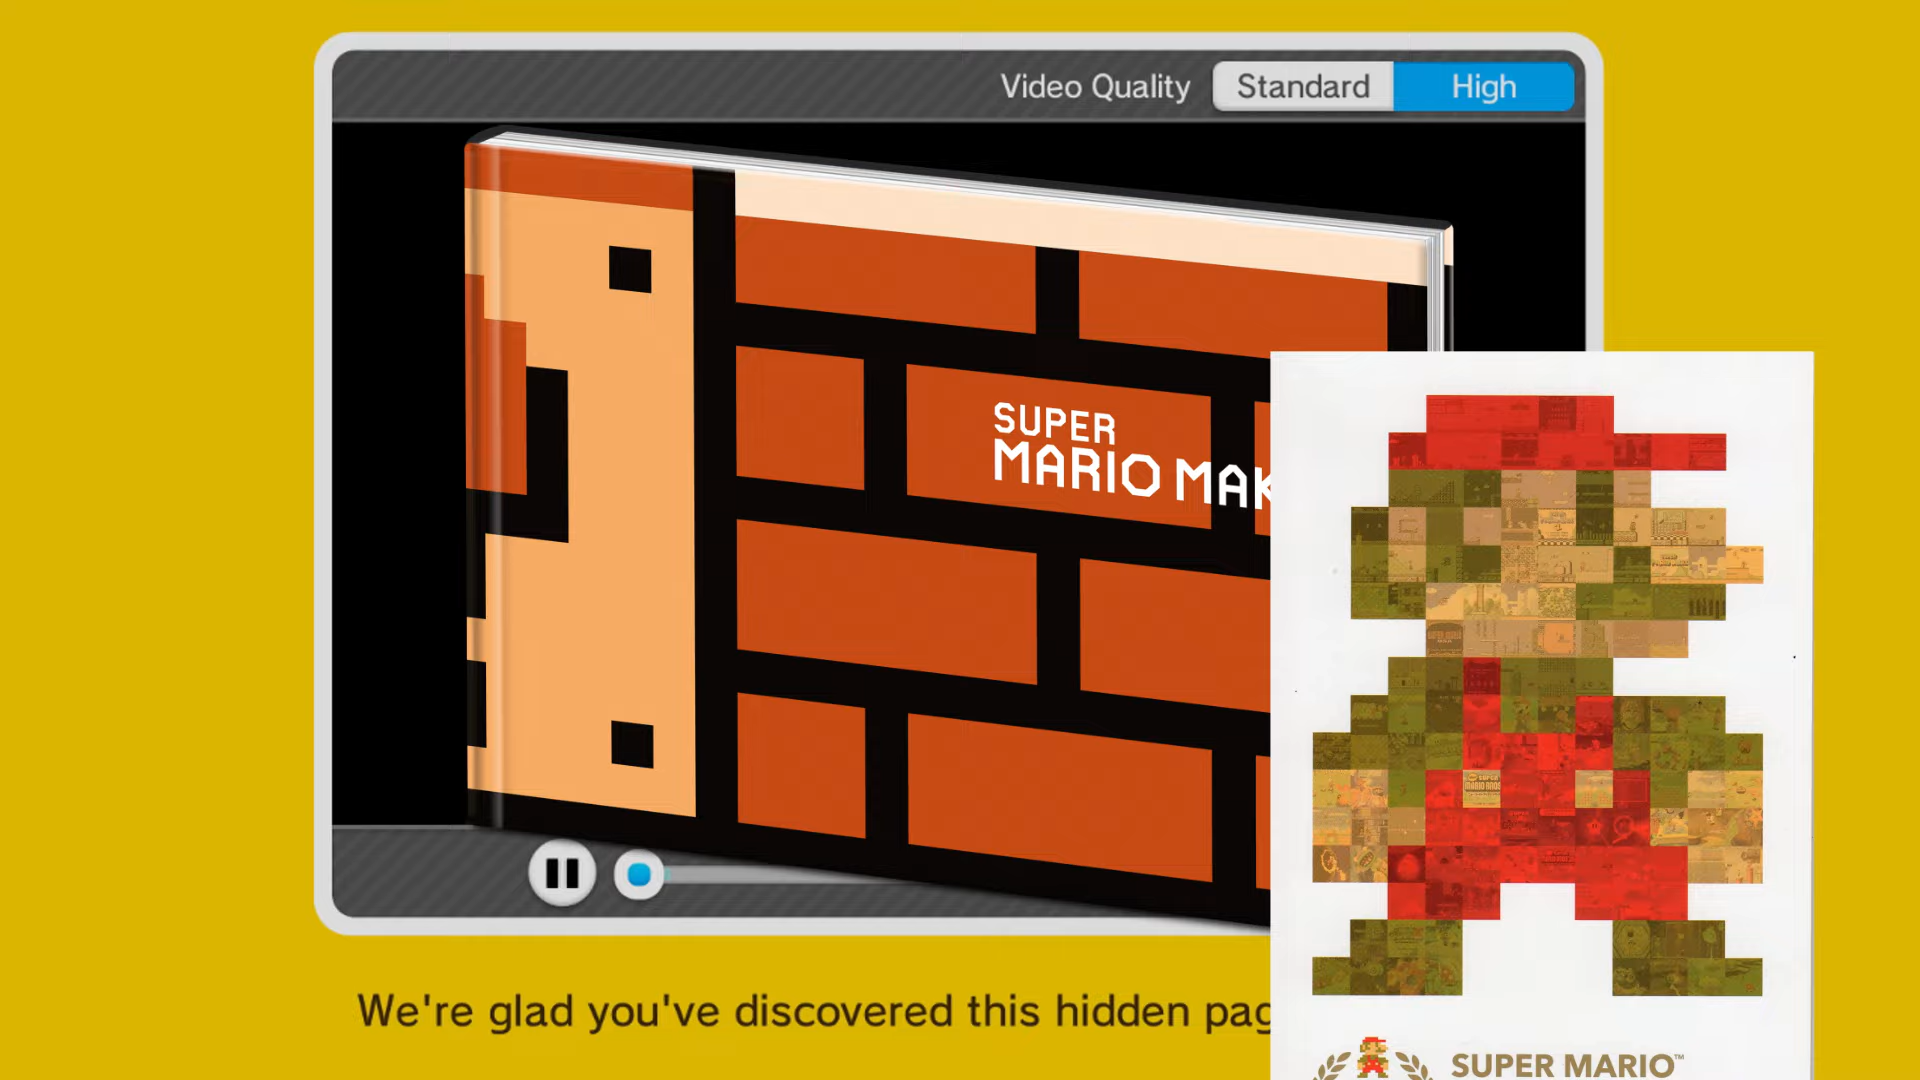 Video Quality
Standard
High
SUPER
MARIO MAK
We're glad you've discovered this hidden pag
SUPER MARIO™